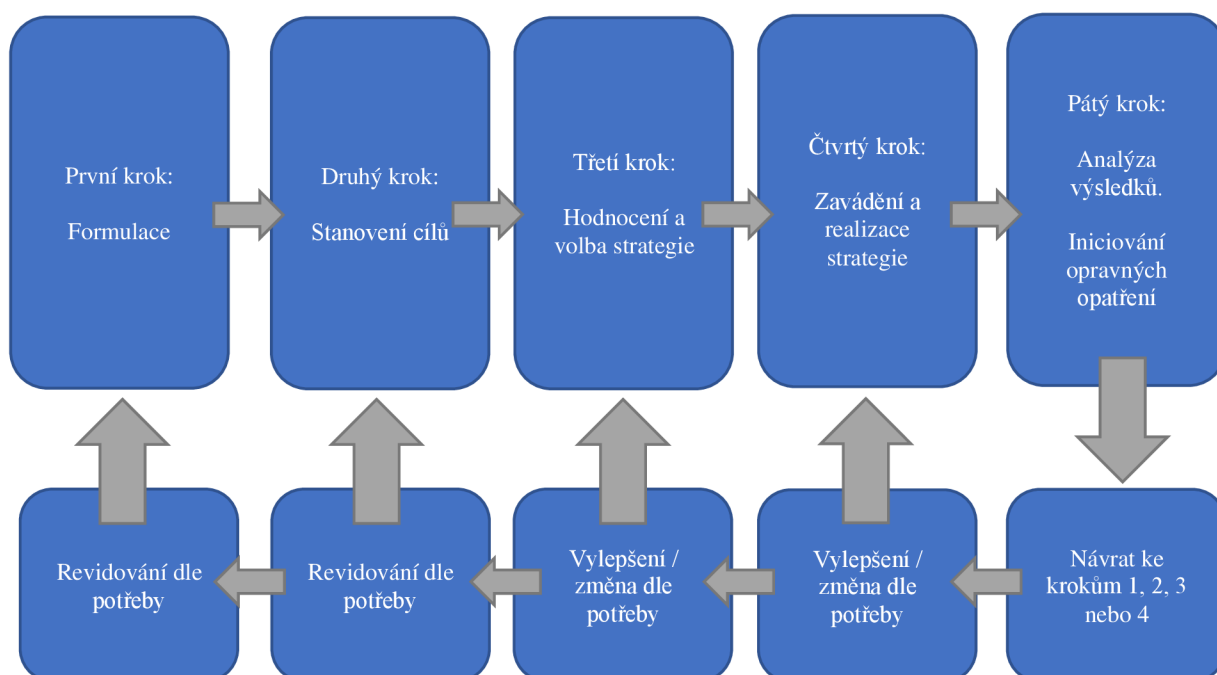 První krok:
Formulace
Druhý krok:
Stanovení cílů
Třetí krok:
Hodnocení a
volba strategie
Čtvrtý krok:
Zavádění a
realizace
strategie
Pátý krok:
Analýza
výsledků.
Iniciování
opravných
opatření
Revidování dle
potřeby
Revidování dle
potřeby
Vylepšení /
změna dle
potřeby
Vylepšení /
změna dle
potřeby
Návrat ke
krokům 1, 2, 3
nebo 4